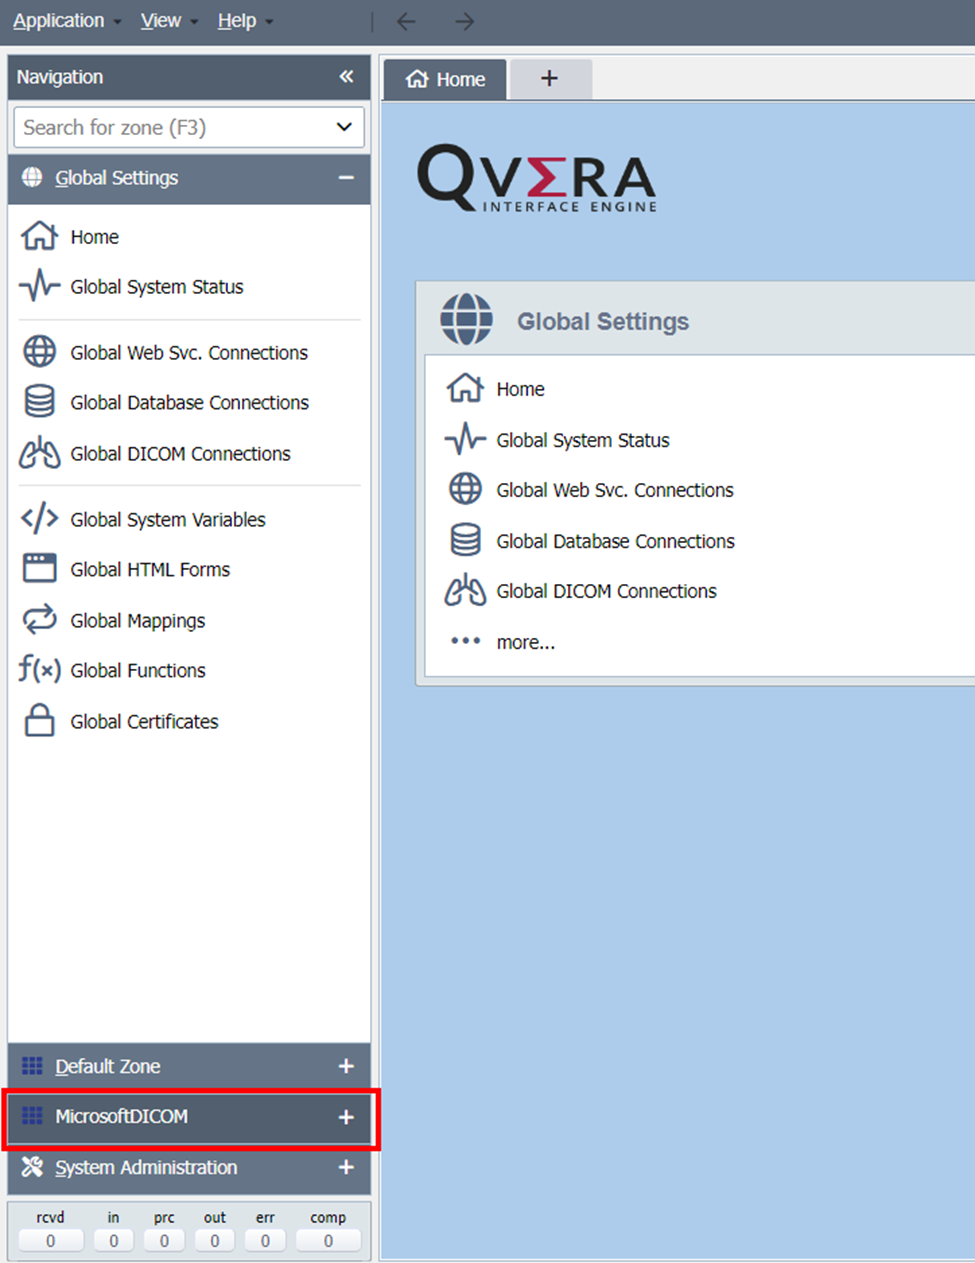 Application View Help
Navigation «
Search for zone (F3)
Global Settings −
Home
Global System Status
Global Web Svc. Connections
Global Database Connections
Global DICOM Connections
</> Global System Variables
Global HTML Forms
Global Mappings
f(x) Global Functions
Global Certificates
Default Zone +
MicrosoftDICOM +
System Administration +
rcvd in prc out err comp
0 0 0 0 0 0
Home +
QVΣRA
INTERFACE ENGINE
Global Settings
Home
Global System Status
Global Web Svc. Connections
Global Database Connections
Global DICOM Connections
more...